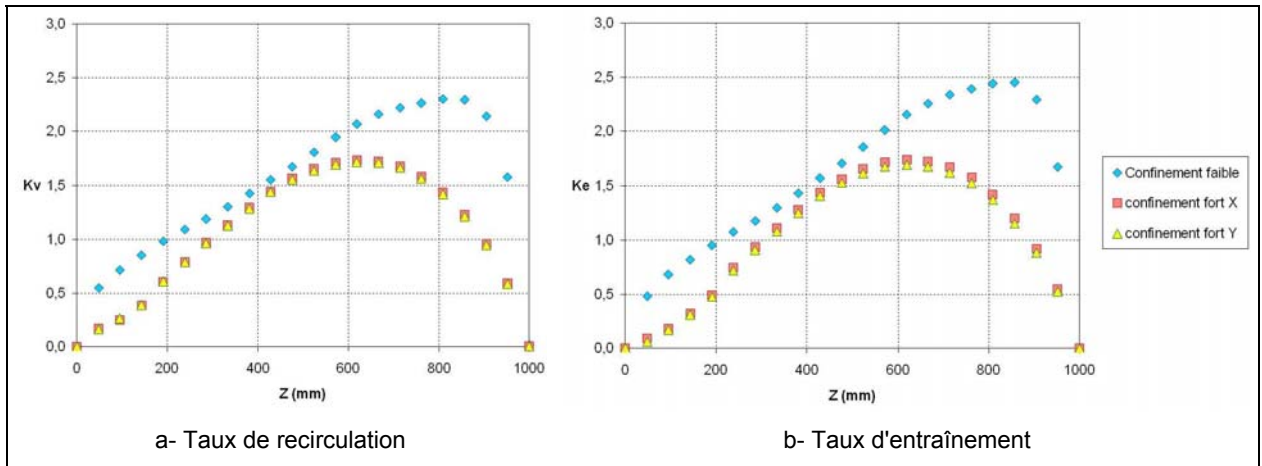 3,0
2,5
2,0
Kv
1,5
1,0
0,5
0,0
0
200
400
600
800
1000
Z (mm)
a- Taux de recirculation
3,0
2,5
2,0
Ke
1,5
1,0
0,5
0,0
0
200
400
600
800
1000
Z (mm)
b- Taux d'entraînement
Confinement faible
confinement fort X
confinement fort Y